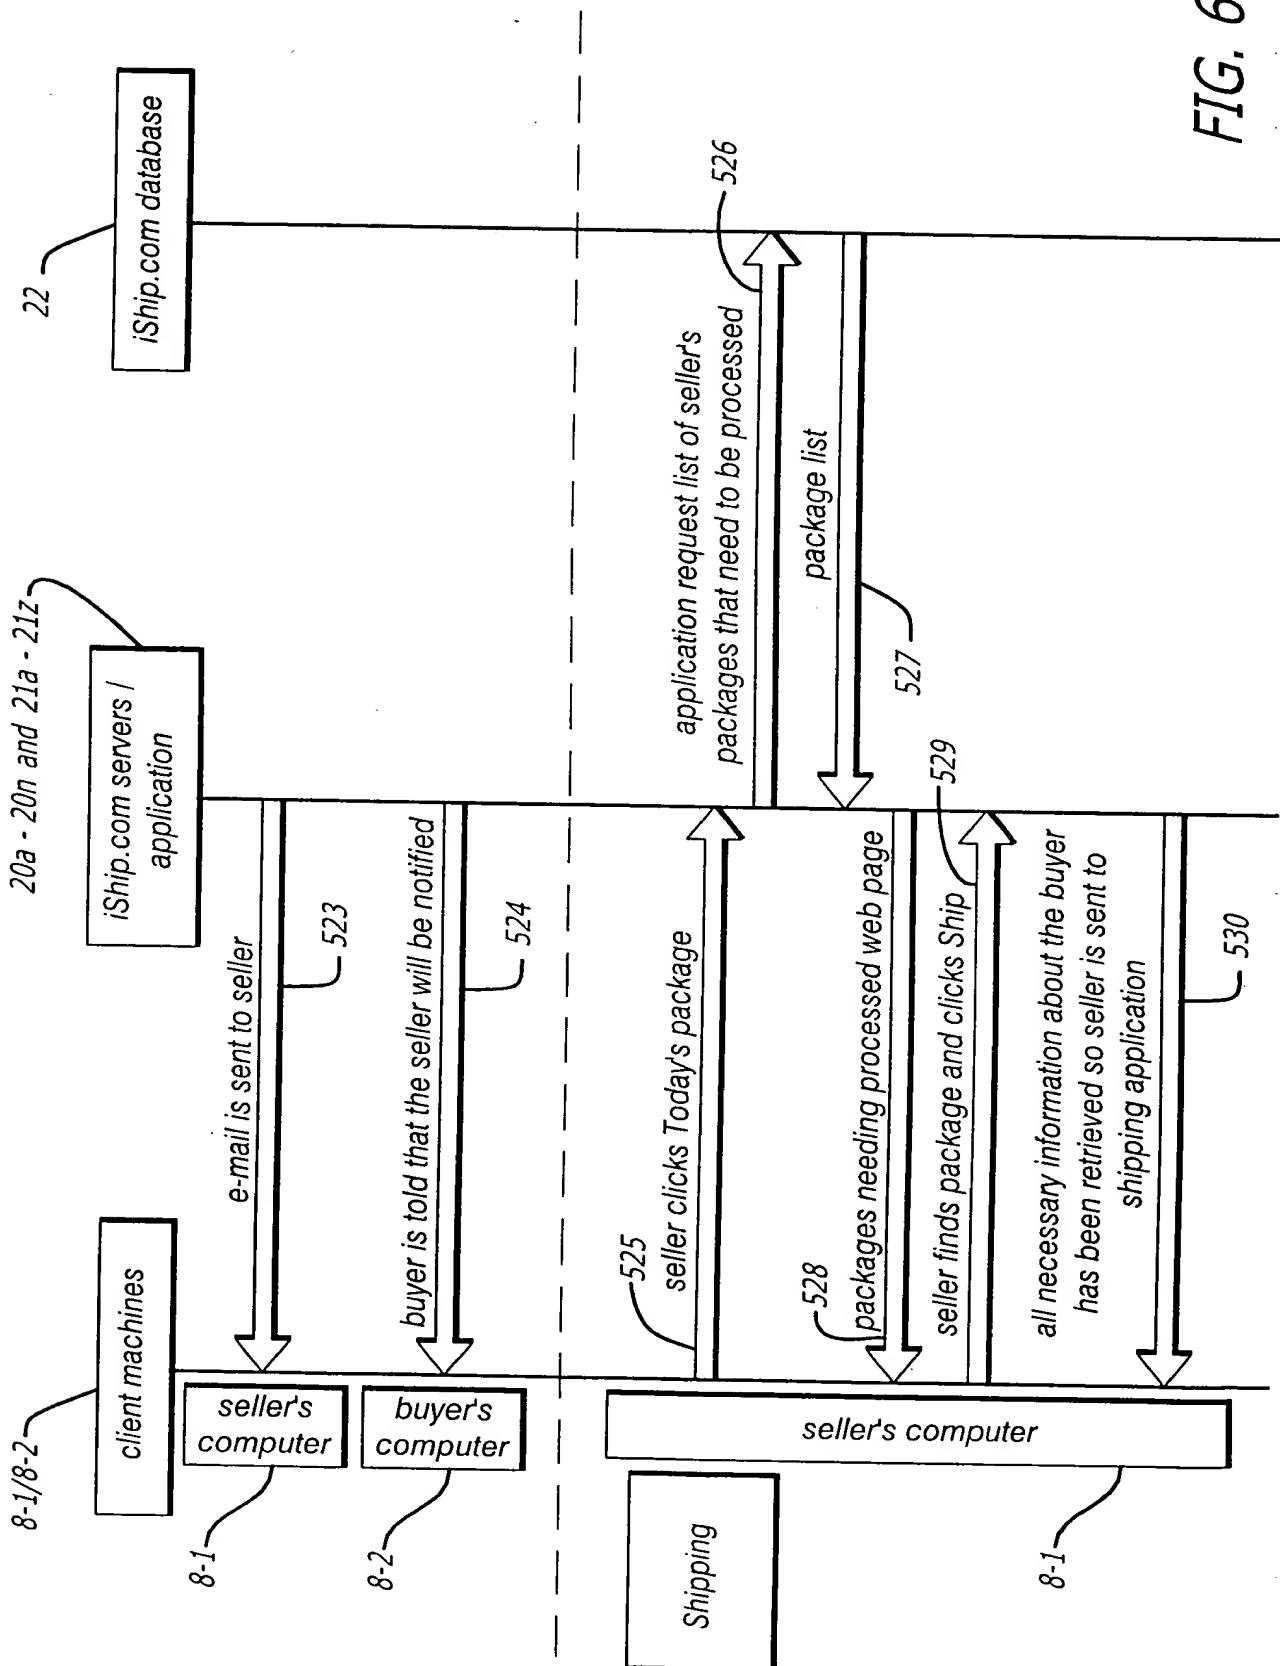 8-1/8-2
20a - 20n and 21a - 21z
22
client machines
iShip.com servers /
application
iShip.com database
8-1
seller's
computer
e-mail is sent to seller
523
8-2
buyer's
computer
buyer is told that the seller will be notified
524
Shipping
seller's computer
8-1
525
seller clicks Today's package
application request list of seller's
packages that need to be processed
526
package list
527
528
packages needing processed web page
seller finds package and clicks Ship
529
all necessary information about the buyer
has been retrieved so seller is sent to
shipping application
530
FIG. 6